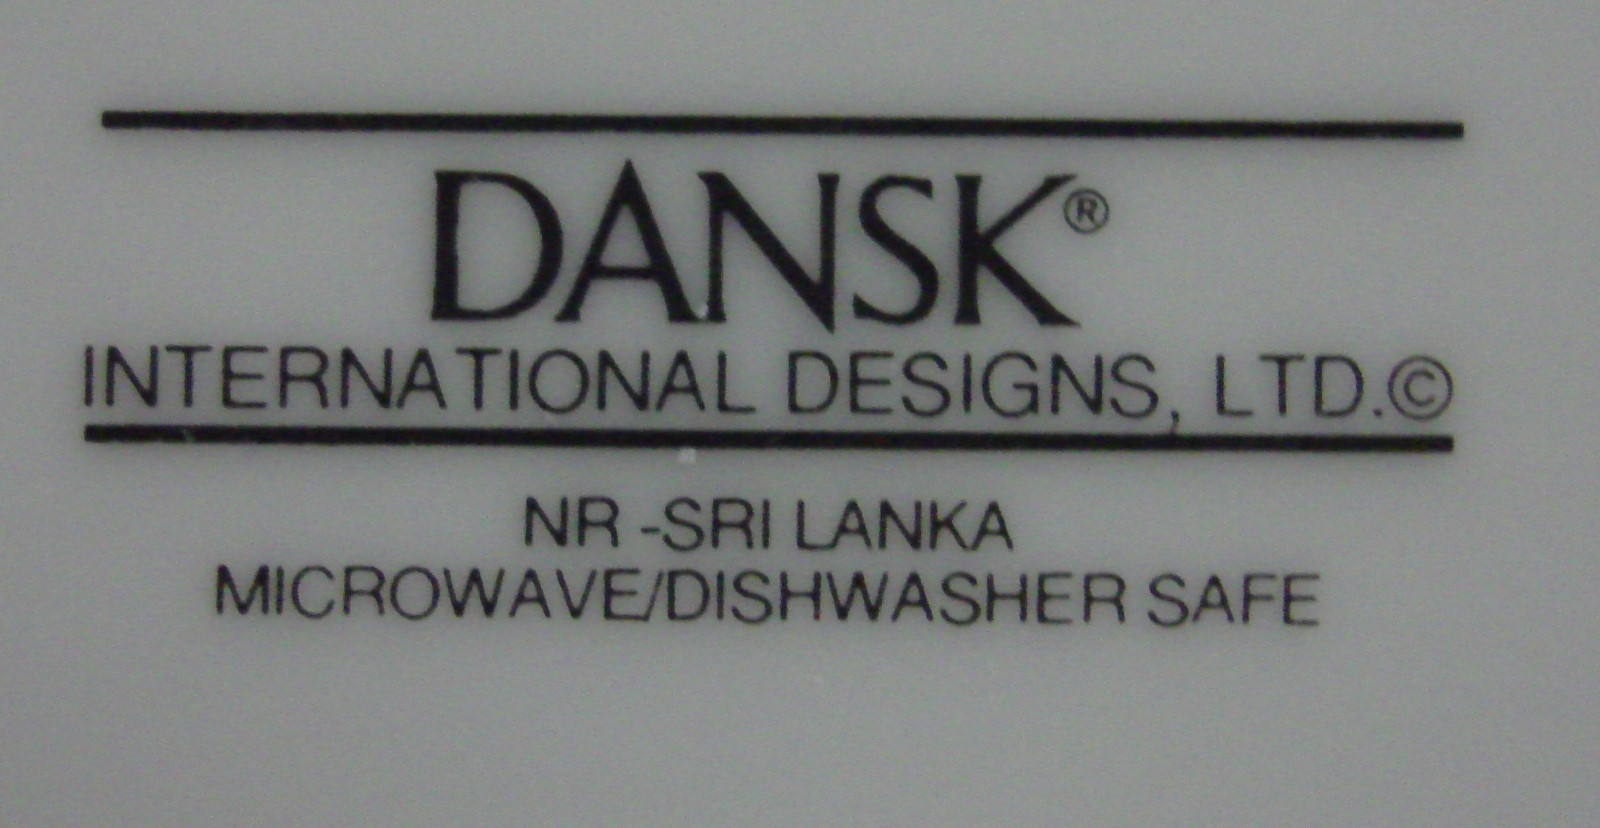 DANSK®
INTERNATIONAL DESIGNS, LTD.©
NR -SRI LANKA
MICROWAVE/DISHWASHER SAFE